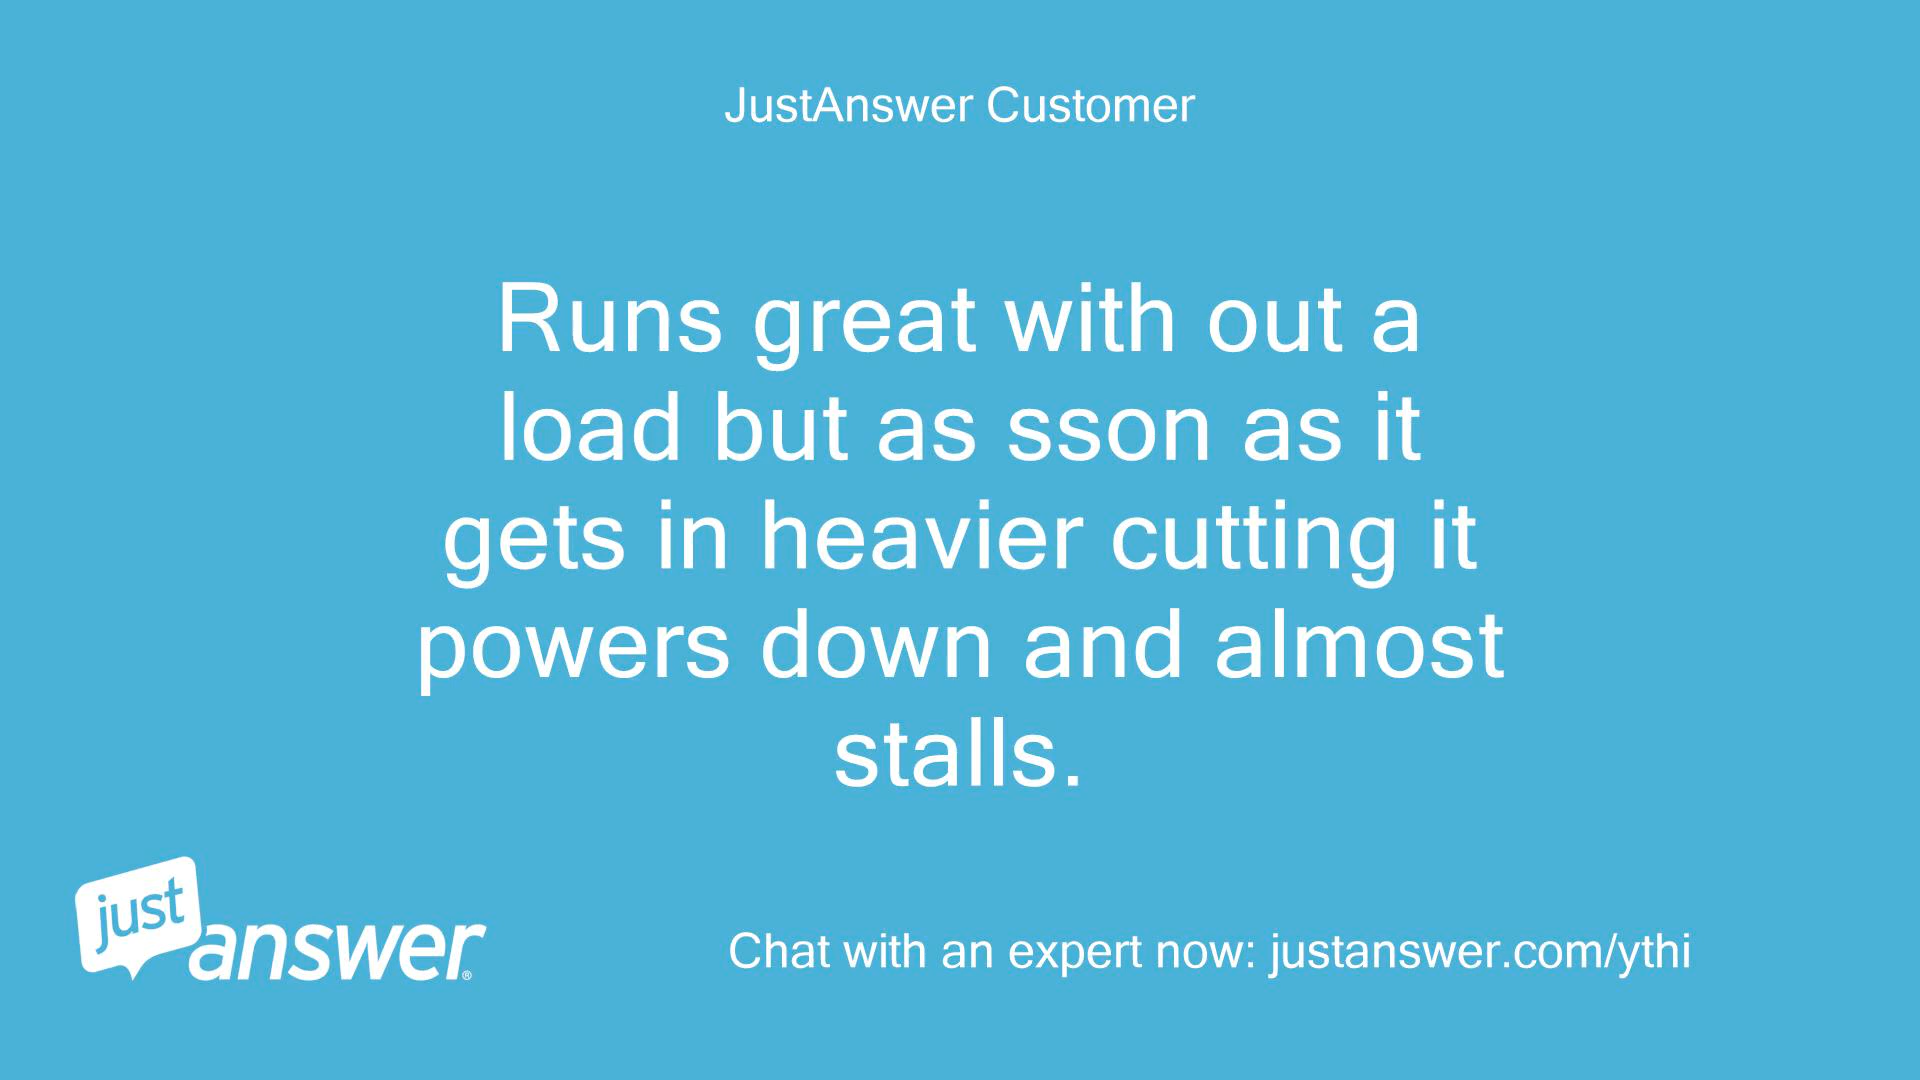 JustAnswer Customer
Runs great with out a
load but as sson as it
gets in heavier cutting it
powers down and almost
stalls.
just
answer®
Chat with an expert now: justanswer.com/ythi